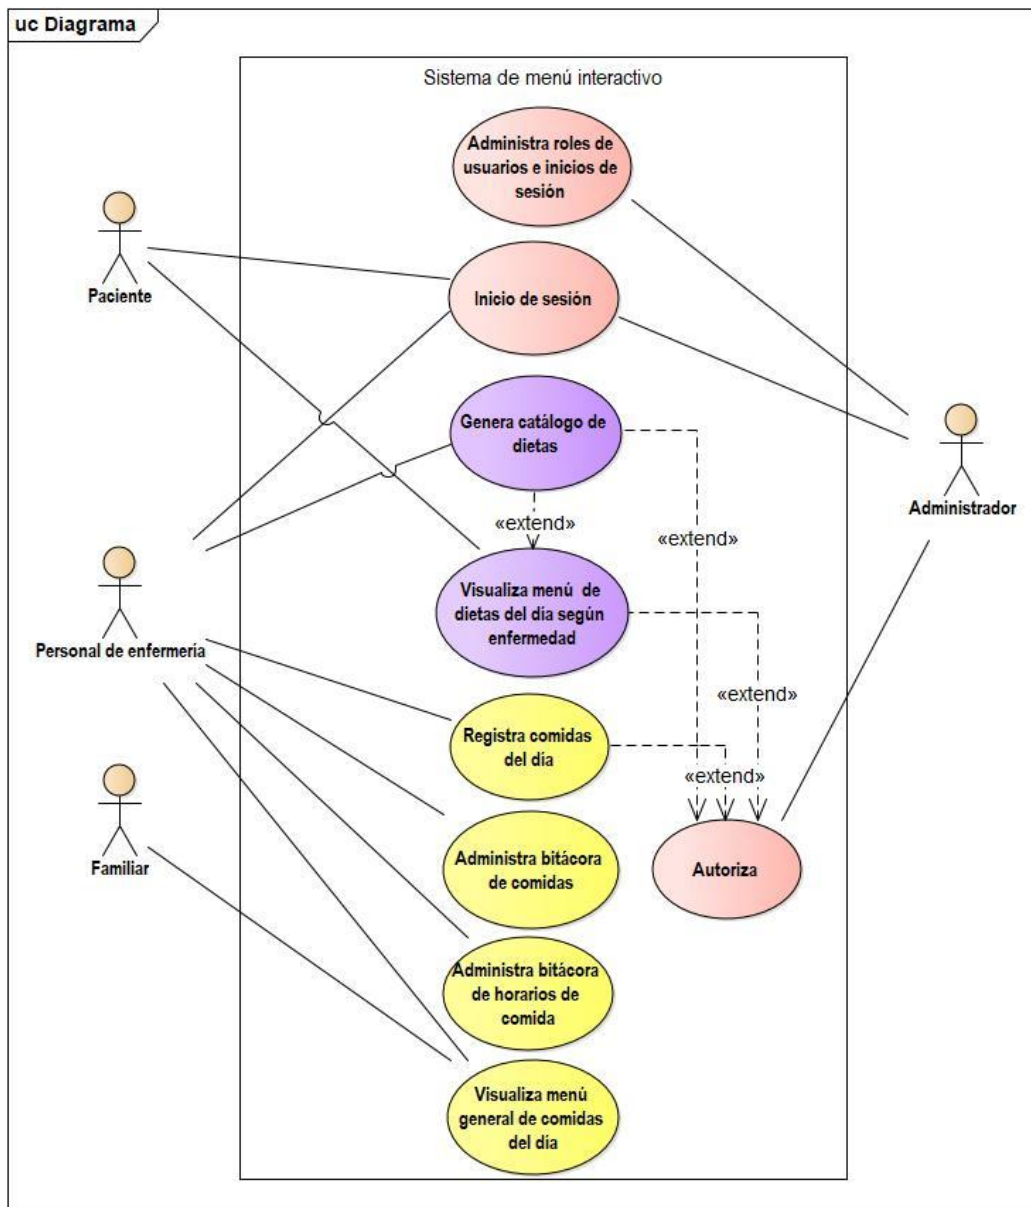 uc Diagrama
Sistema de menú interactivo
Administra roles de
usuarios e inicios de
sesión
Paciente
Inicio de sesión
Genera catálogo de
dietas
Administrador
«extend»
«extend»
Visualiza menú de
dietas del día según
enfermedad
Personal de enfermería
«extend»
Registra comidas
del día
«extend»
Familiar
Administra bitácora
de comidas
Autoriza
Administra bitácora
de horarios de
comida
Visualiza menú
general de comidas
del día